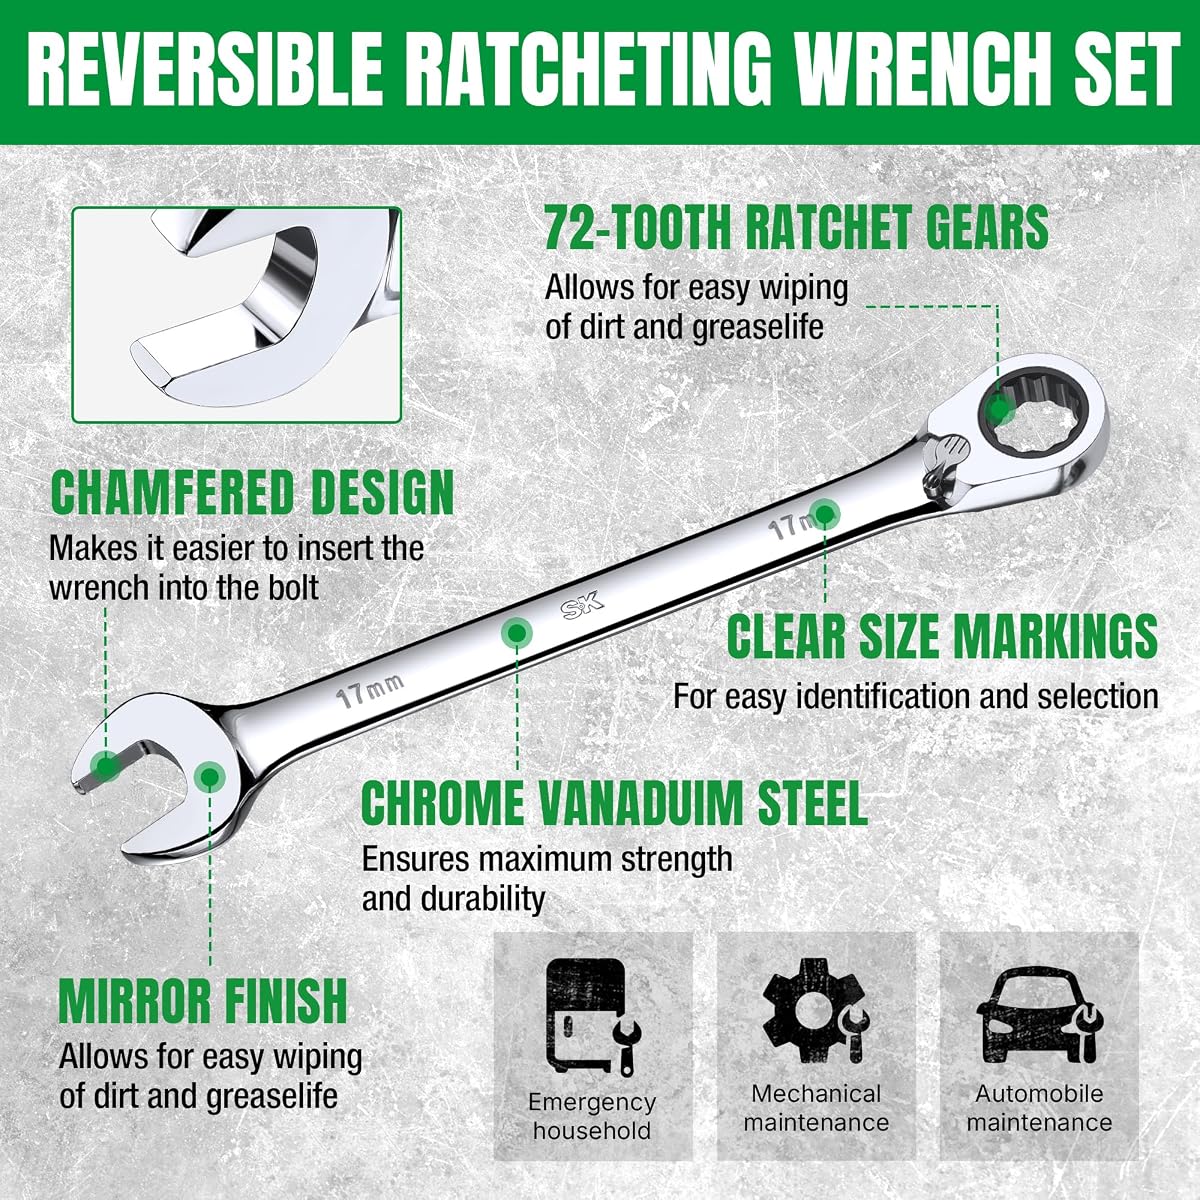 REVERSIBLE RATCHETING WRENCH SET
72-TOOTH RATCHET GEARS
Allows for easy wiping
of dirt and greaselife
CHAMFERED DESIGN
Makes it easier to insert the
wrench into the bolt
17m
S·K
17mm
CLEAR SIZE MARKINGS
For easy identification and selection
CHROME VANADUIM STEEL
Ensures maximum strength
and durability
MIRROR FINISH
Allows for easy wiping
of dirt and greaselife
Emergency
household
Mechanical
maintenance
Automobile
maintenance